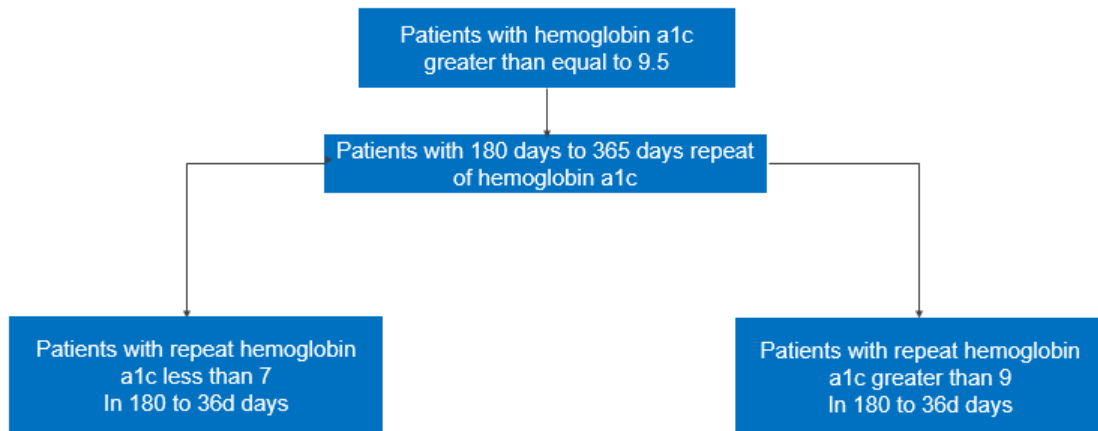 Patients with hemoglobin a1c
greater than equal to 9.5
Patients with 180 days to 365 days repeat
of hemoglobin a1c
Patients with repeat hemoglobin
a1c less than 7
In 180 to 36d days
Patients with repeat hemoglobin
a1c greater than 9
In 180 to 36d days